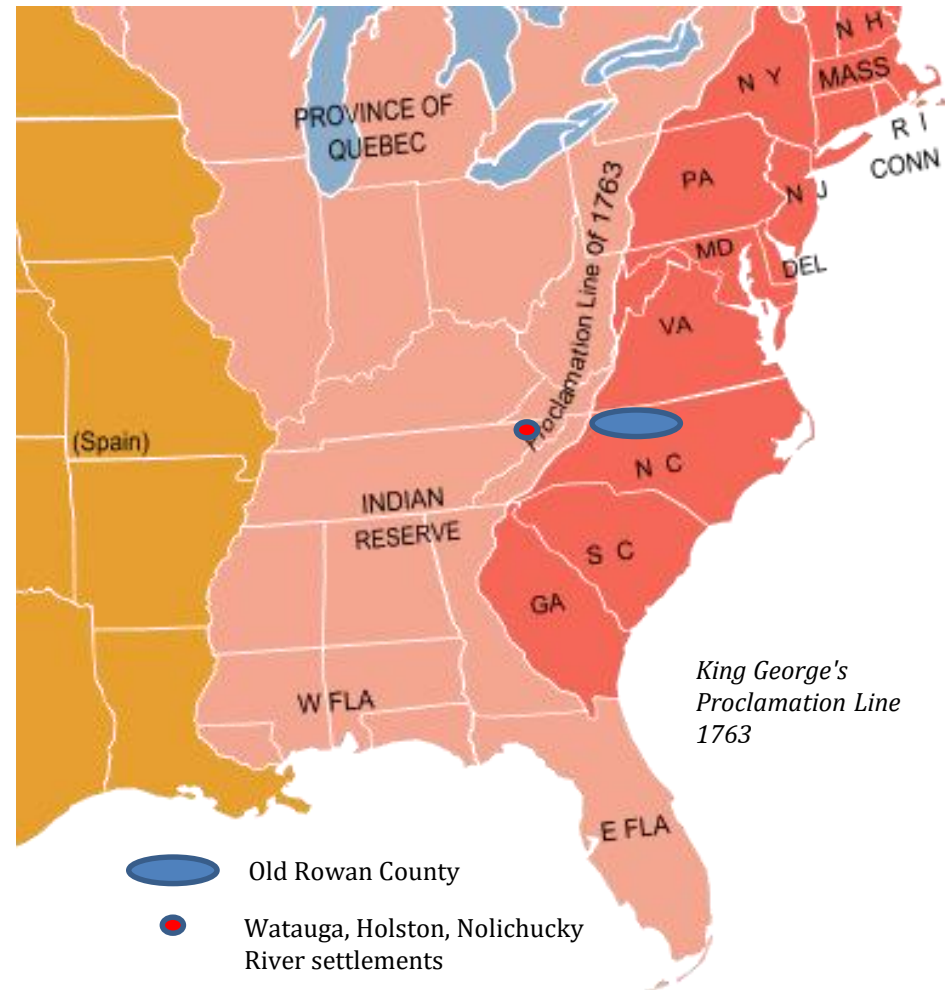 N H
N Y
MASS
PROVINCE OF
QUEBEC
R I
CONN
PA
N J
Proclamation Line Of 1763
MD
DEL
VA
(Spain)
N C
INDIAN
RESERVE
S C
GA
King George's
Proclamation Line
1763
W FLA
E FLA
Old Rowan County
Watauga, Holston, Nolichucky
River settlements